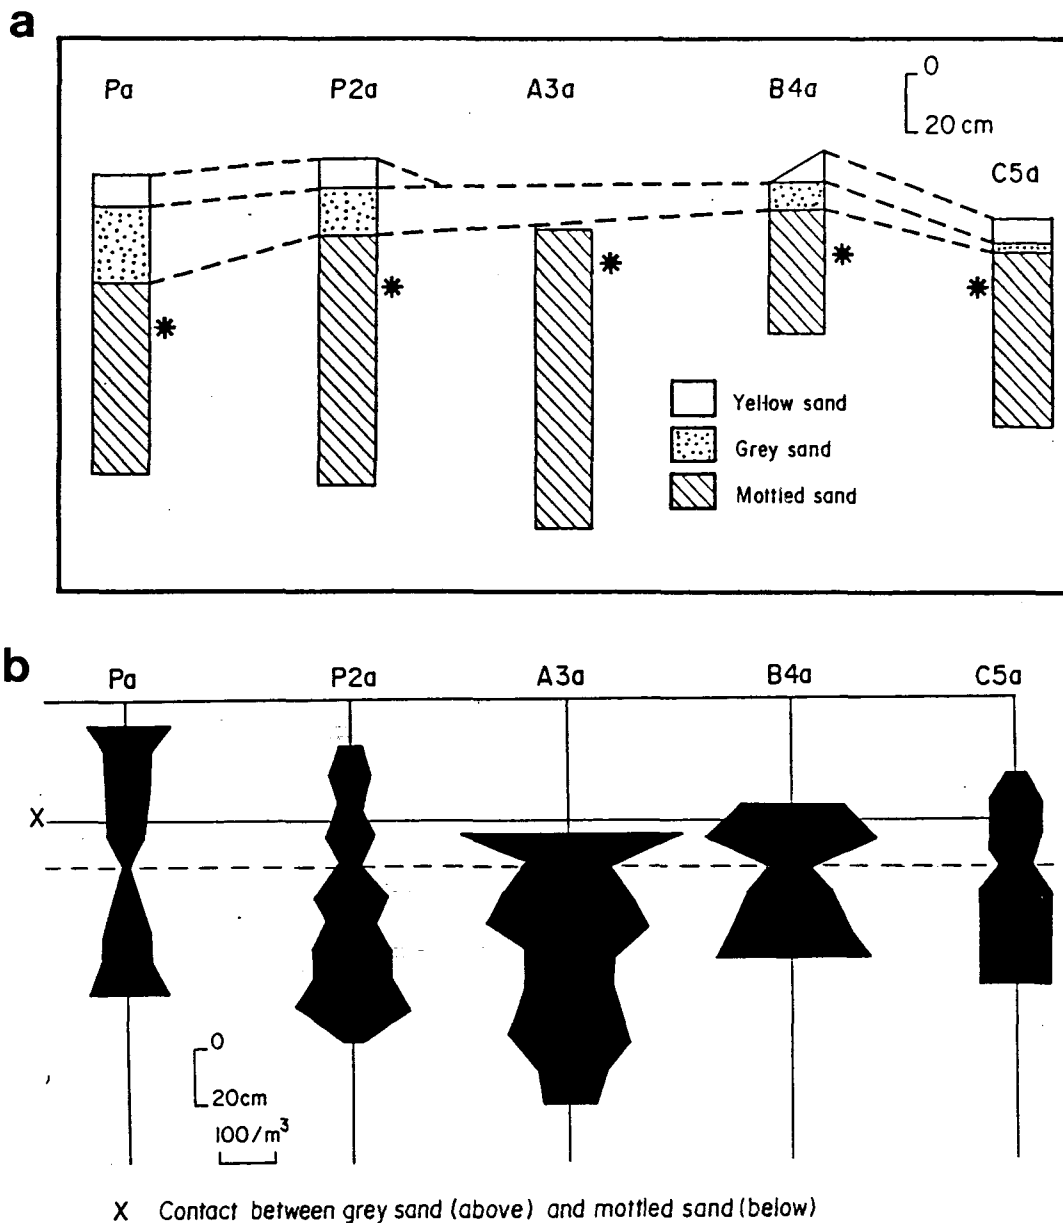 a
Pa P2a A3a B4a
0
20 cm
C5a
Yellow sand
Grey sand
Mottled sand
b
Pa P2a A3a B4a C5a
X
0
20cm
100/m³
X Contact between grey sand (above) and mottled sand (below)